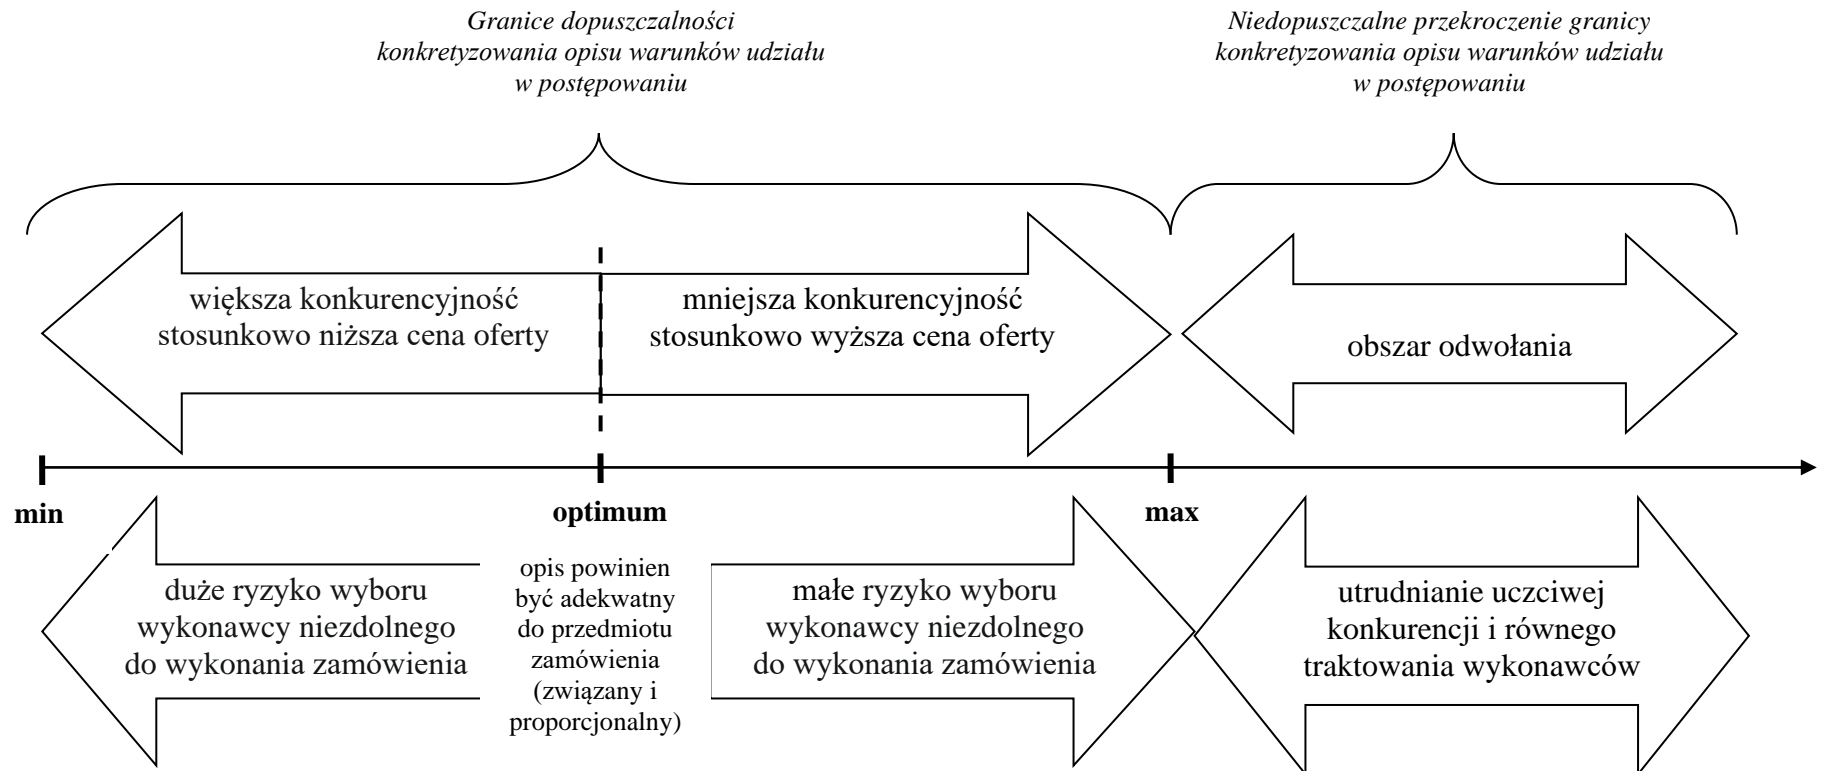 Granice dopuszczalności
konkretyzowania opisu warunków udziału
w postępowaniu
Niedopuszczalne przekroczenie granicy
konkretyzowania opisu warunków udziału
w postępowaniu
większa konkurencyjność
stosunkowo niższa cena oferty
mniejsza konkurencyjność
stosunkowo wyższa cena oferty
obszar odwołania
min
optimum
max
duże ryzyko wyboru
wykonawcy niezdolnego
do wykonania zamówienia
opis powinien
być adekwatny
do przedmiotu
zamówienia
(związany i
proporcjonalny)
małe ryzyko wyboru
wykonawcy niezdolnego
do wykonania zamówienia
utrudnianie uczciwej
konkurencji i równego
traktowania wykonawców